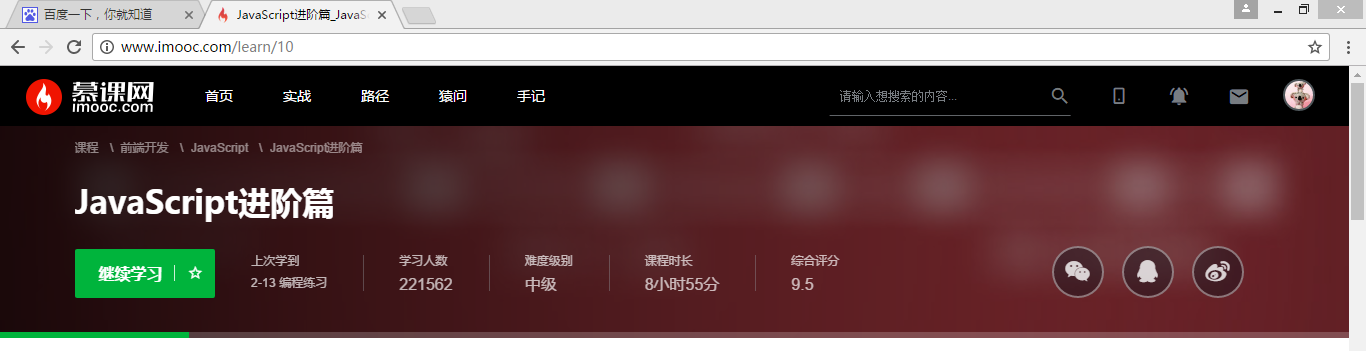 百度一下，你就知道
JavaScript进阶篇_JavaS
www.imooc.com/learn/10
慕课网
imooc.com
首页 实战 路径 猿问 手记
请输入想搜索的内容...
课程 \ 前端开发 \ JavaScript \ JavaScript进阶篇
JavaScript进阶篇
继续学习
上次学到 学习人数 难度级别 课程时长 综合评分
2-13 编程练习 221562 中级 8小时55分 9.5